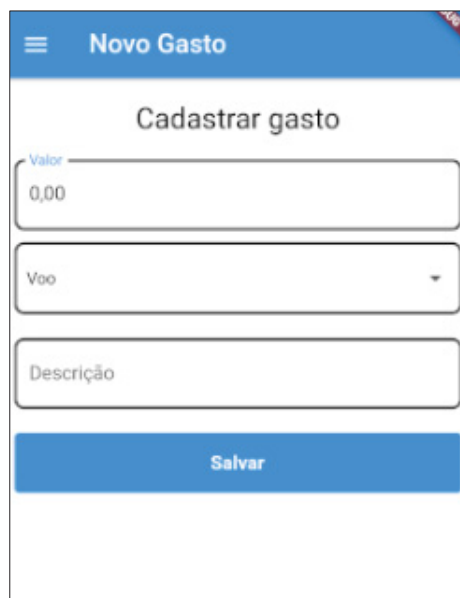 Novo Gasto
Cadastrar gasto
Valor
0,00
Voo
Descrição
Salvar